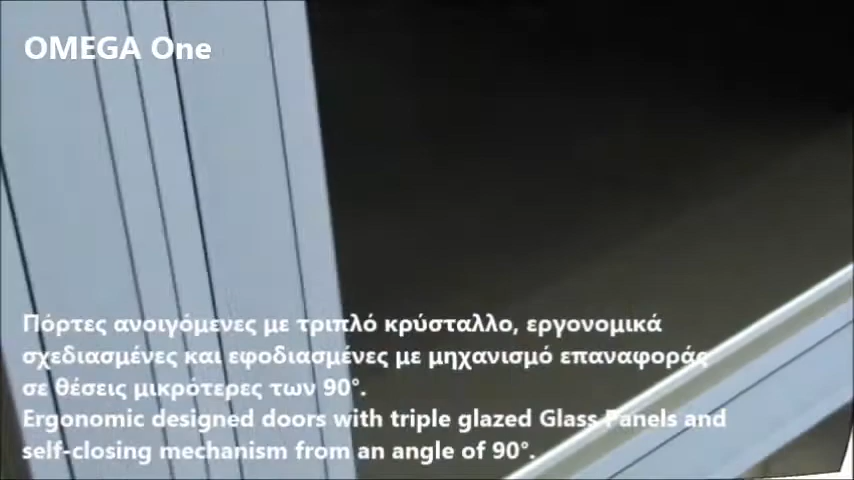 OMEGA One
Πόρτες ανοιγόμενες με τριπλό κρύσταλλο, εργονομικά
σχεδιασμένες και εφοδιασμένες με μηχανισμό επαναφοράς
σε θέσεις μικρότερες των 90°.
Ergonomic designed doors with triple glazed Glass Panels and
self-closing mechanism from an angle of 90°.